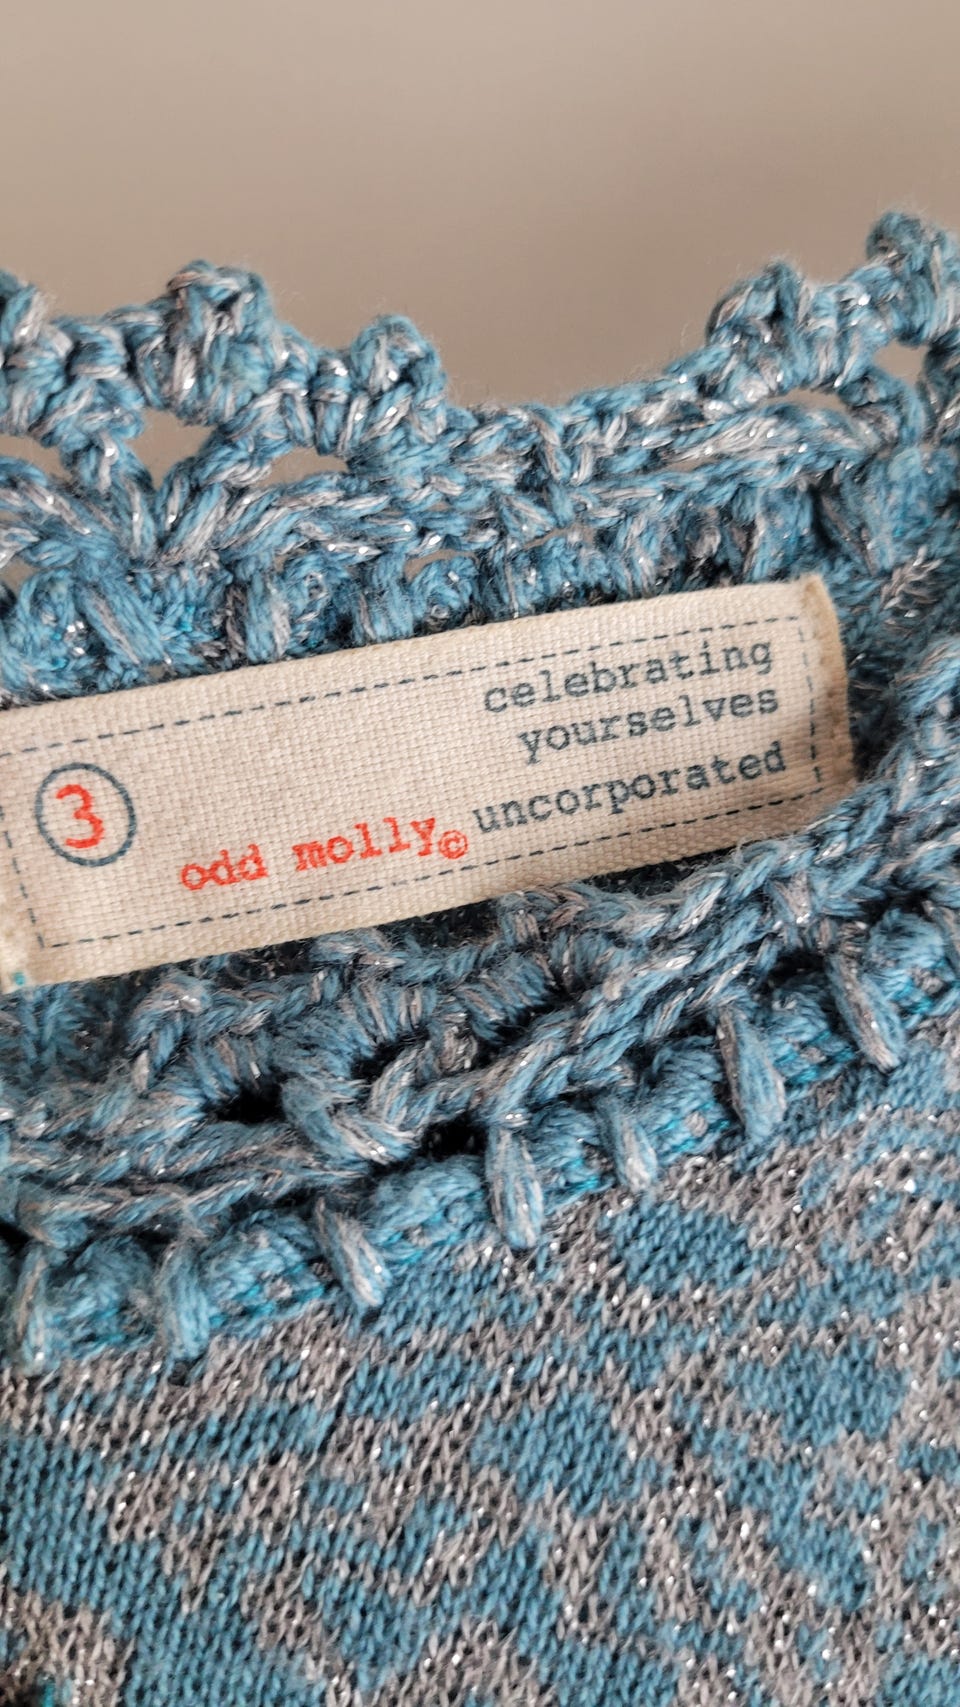 celebrating
yourselves
uncorporated
3
odd molly©